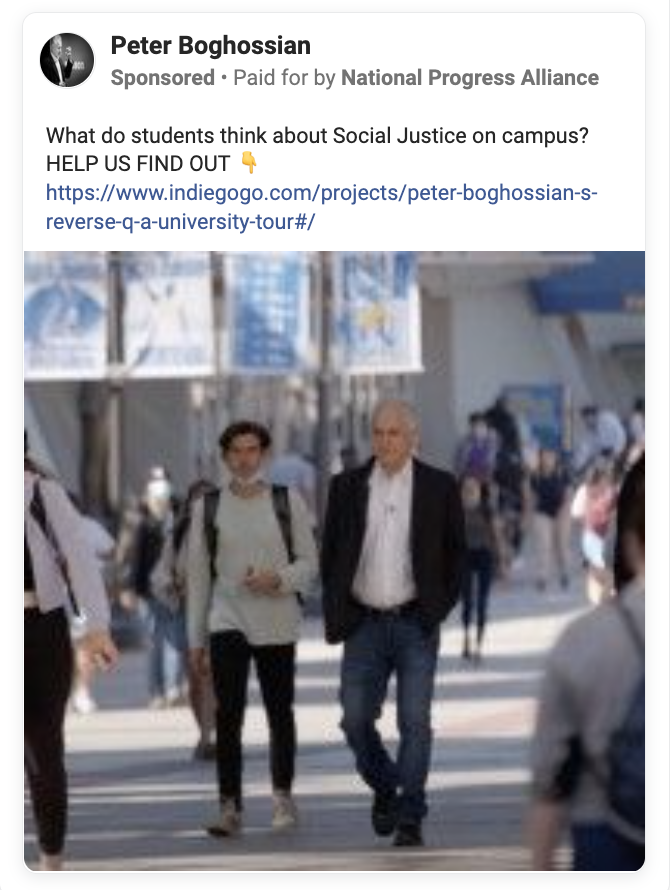 Peter Boghossian
Sponsored • Paid for by National Progress Alliance
What do students think about Social Justice on campus?
HELP US FIND OUT 👇
https://www.indiegogo.com/projects/peter-boghossian-s-
reverse-q-a-university-tour#/